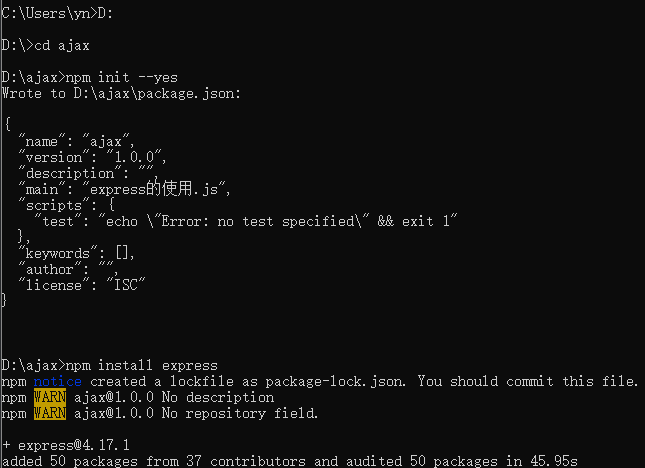 C:\Users\yn>D:
D:\>cd ajax
D:\ajax>npm init --yes
Wrote to D:\ajax\package.json:
{
"name": "ajax",
"version": "1.0.0",
"description": "",
"main": "express的使用.js",
"scripts": {
"test": "echo \"Error: no test specified\" && exit 1"
},
"keywords": [],
"author": "",
"license": "ISC"
}
D:\ajax>npm install express
npm notice created a lockfile as package-lock.json. You should commit this file.
npm WARN ajax@1.0.0 No description
npm WARN ajax@1.0.0 No repository field.
+ express@4.17.1
added 50 packages from 37 contributors and audited 50 packages in 45.95s